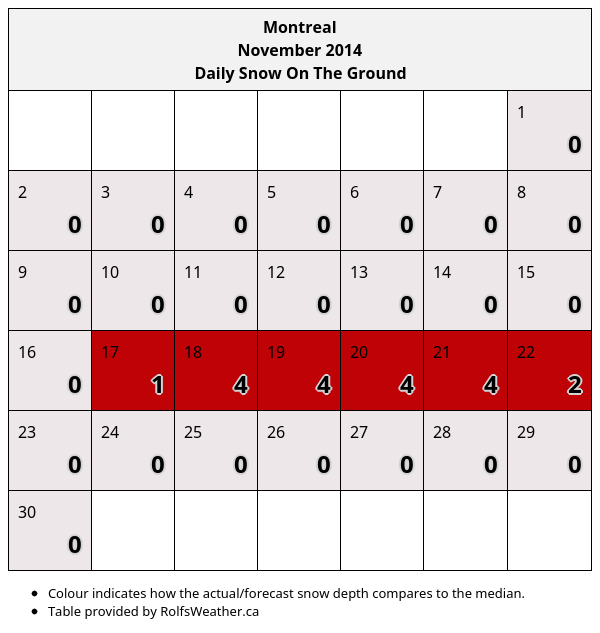 Montreal
November 2014
Daily Snow On The Ground
1
0
2 3 4 5 6 7 8
0 0 0 0 0 0 0
9 10 11 12 13 14 15
0 0 0 0 0 0 0
16 17 18 19 20 21 22
0 1 4 4 4 4 2
23 24 25 26 27 28 29
0 0 0 0 0 0 0
30
0
• Colour indicates how the actual/forecast snow depth compares to the median.
• Table provided by RolfsWeather.ca